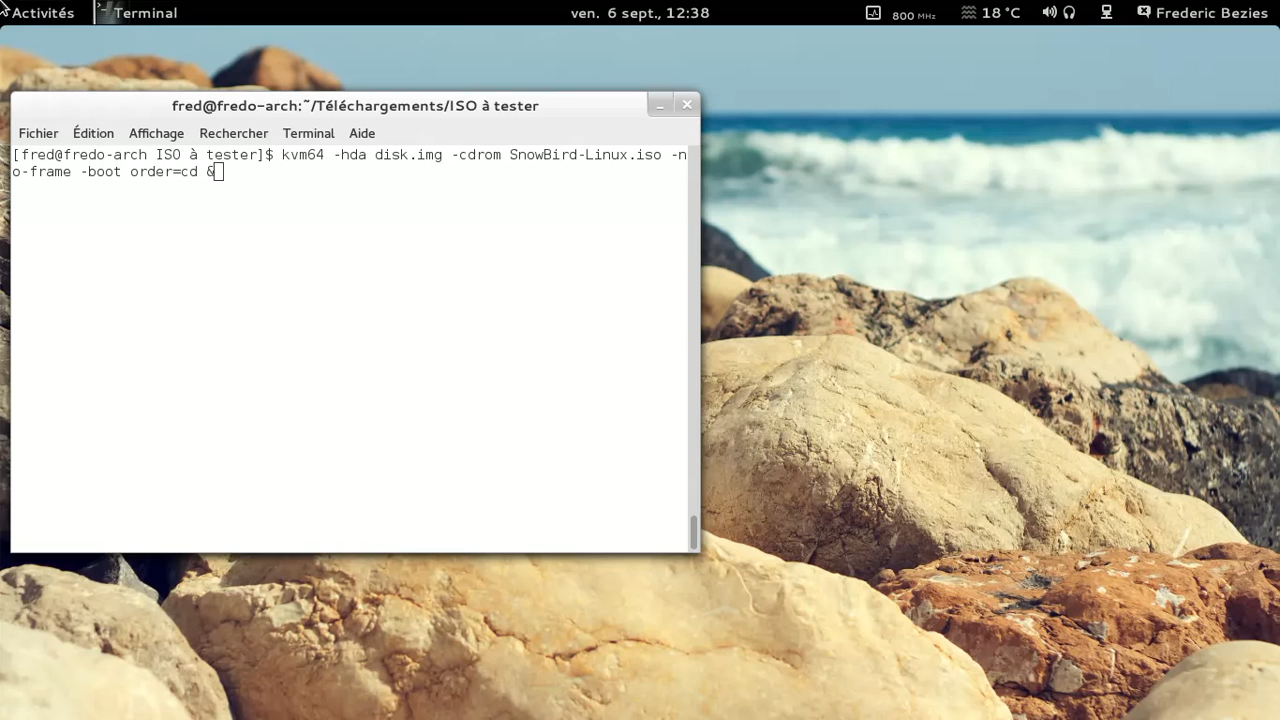 Activités Terminal ven. 6 sept., 12:38 800 MHz 18 °C Frederic Bezies
fred@fredo-arch:~/Téléchargements/ISO à tester
Fichier Édition Affichage Rechercher Terminal Aide
[fred@fredo-arch ISO à tester]$ kvm64 -hda disk.img -cdrom SnowBird-Linux.iso -n
o-frame -boot order=cd &